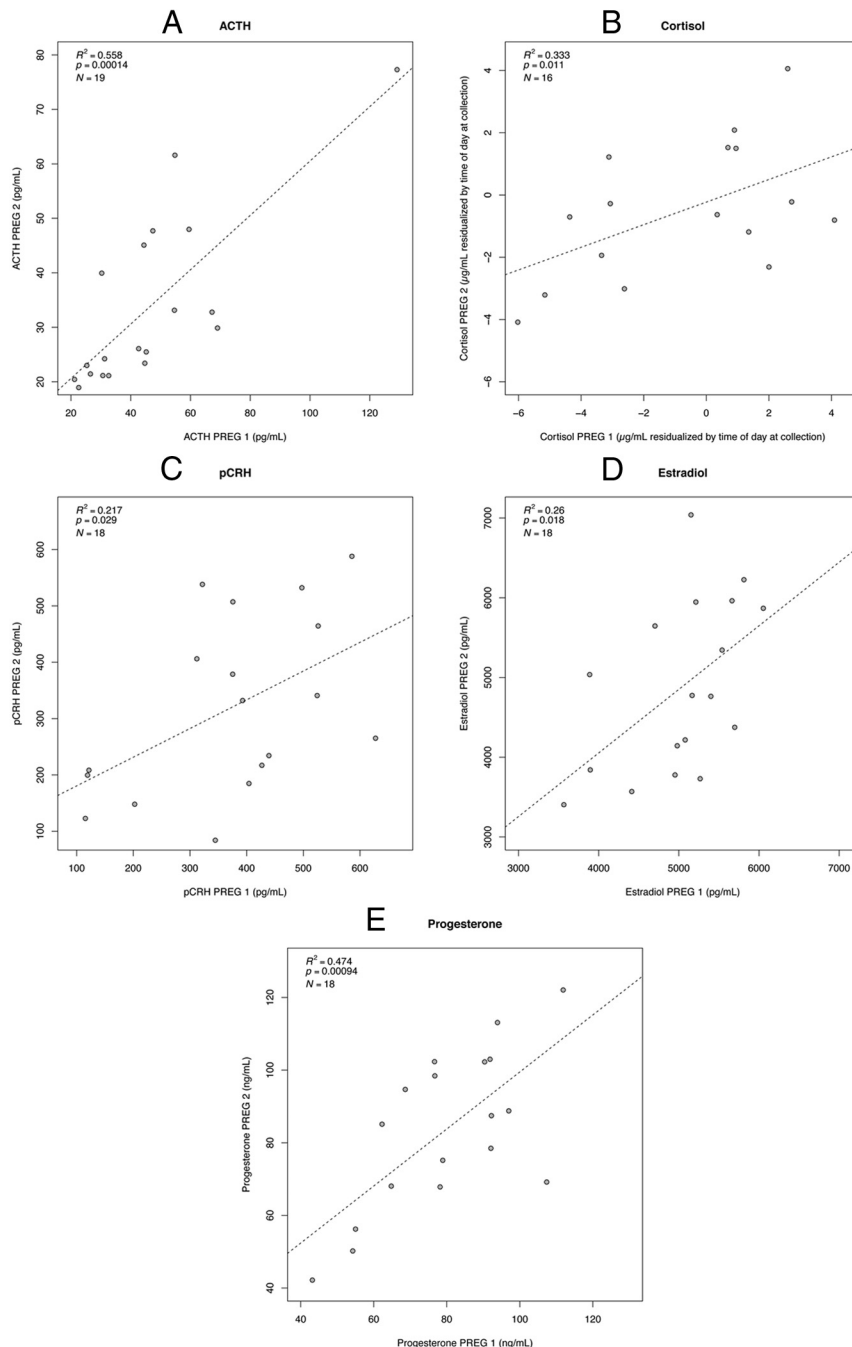 A
ACTH
R² = 0.558
p = 0.00014
N = 19
80
70
60
50
40
30
20
ACTH PREG 2 (pg/mL)
20 40 60 80 100 120
ACTH PREG 1 (pg/mL)
B
Cortisol
R² = 0.333
p = 0.011
N = 16
4
2
0
−2
−4
−6
Cortisol PREG 2 (μg/mL residualized by time of day at collection)
−6 −4 −2 0 2 4
Cortisol PREG 1 (μg/mL residualized by time of day at collection)
C
pCRH
R² = 0.217
p = 0.029
N = 18
600
500
400
300
200
100
pCRH PREG 2 (pg/mL)
100 200 300 400 500 600
pCRH PREG 1 (pg/mL)
D
Estradiol
R² = 0.26
p = 0.018
N = 18
7000
6000
5000
4000
3000
Estradiol PREG 2 (pg/mL)
3000 4000 5000 6000 7000
Estradiol PREG 1 (pg/mL)
E
Progesterone
R² = 0.474
p = 0.00094
N = 18
120
100
80
60
40
Progesterone PREG 2 (ng/mL)
40 60 80 100 120
Progesterone PREG 1 (ng/mL)